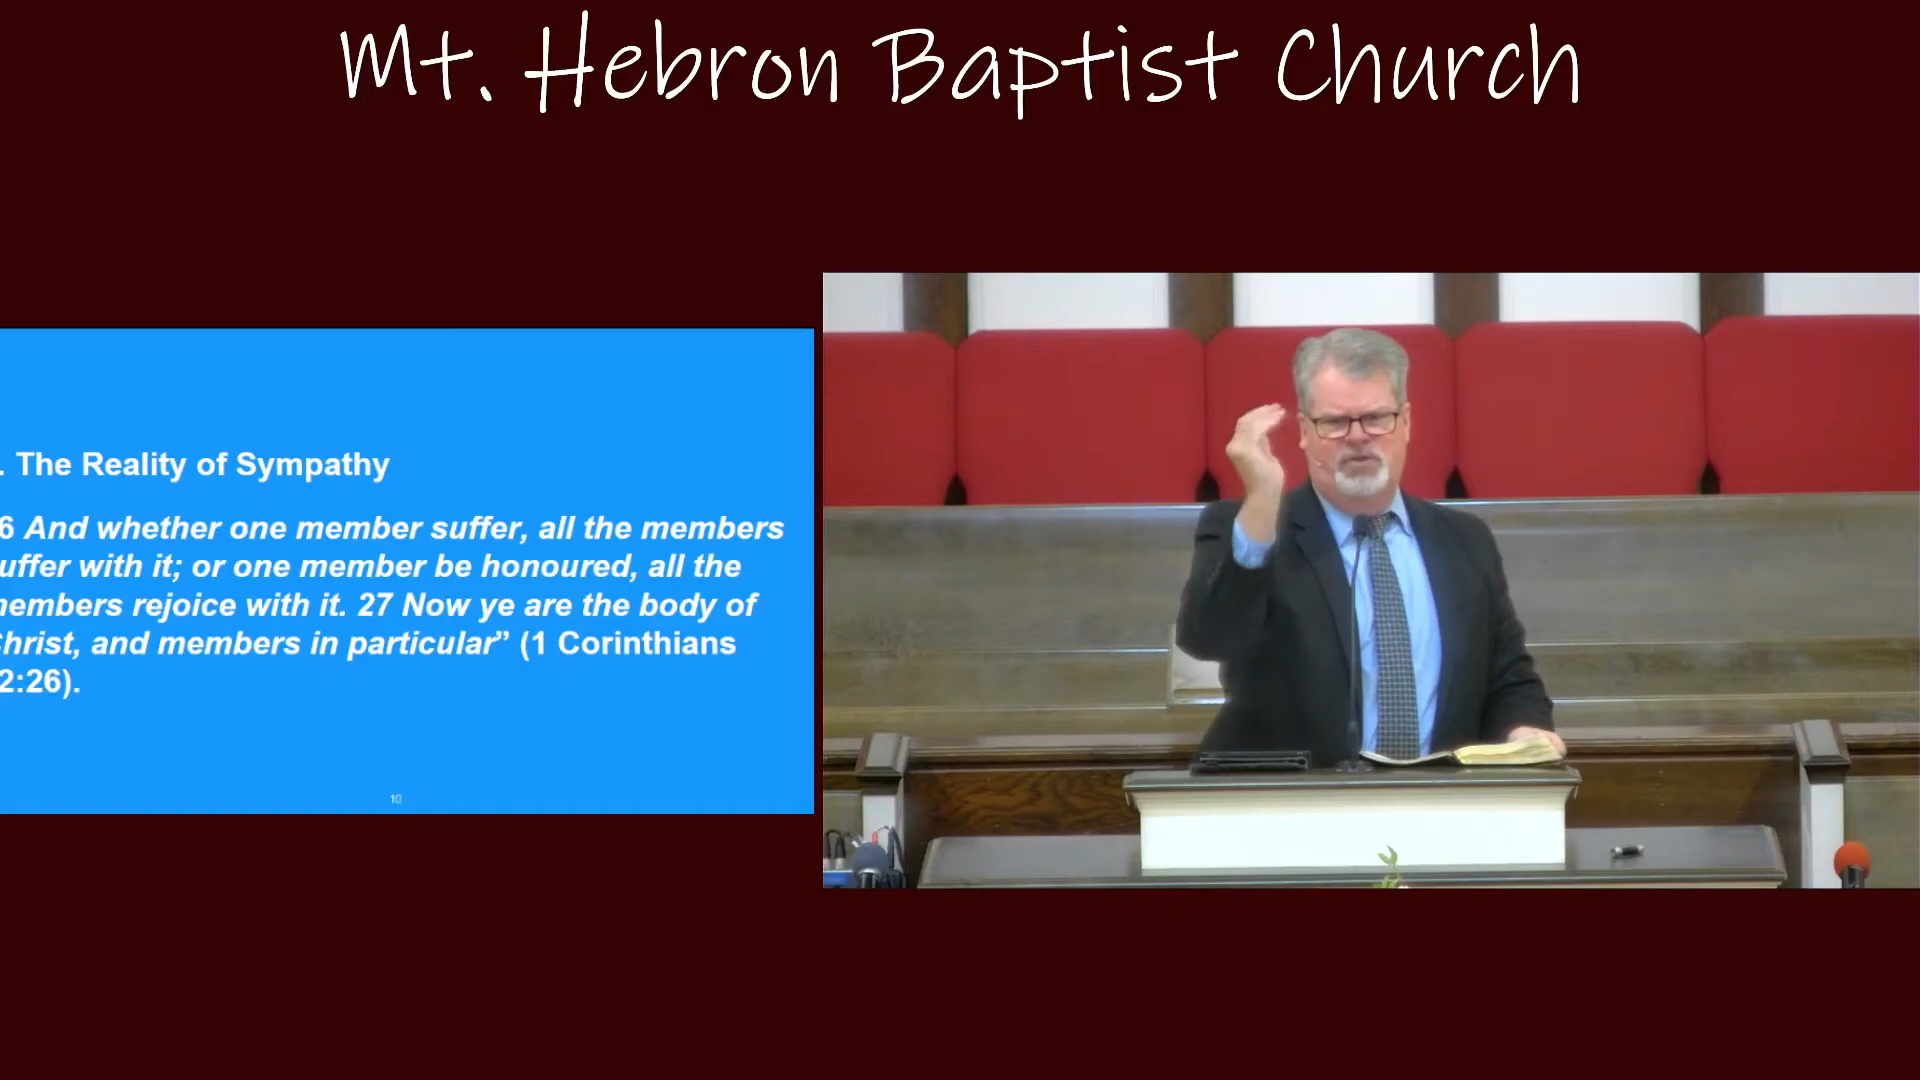 Mt. Hebron Baptist Church
. The Reality of Sympathy
6 And whether one member suffer, all the members
uffer with it; or one member be honoured, all the
embers rejoice with it. 27 Now ye are the body of
hrist, and members in particular” (1 Corinthians
2:26).
10